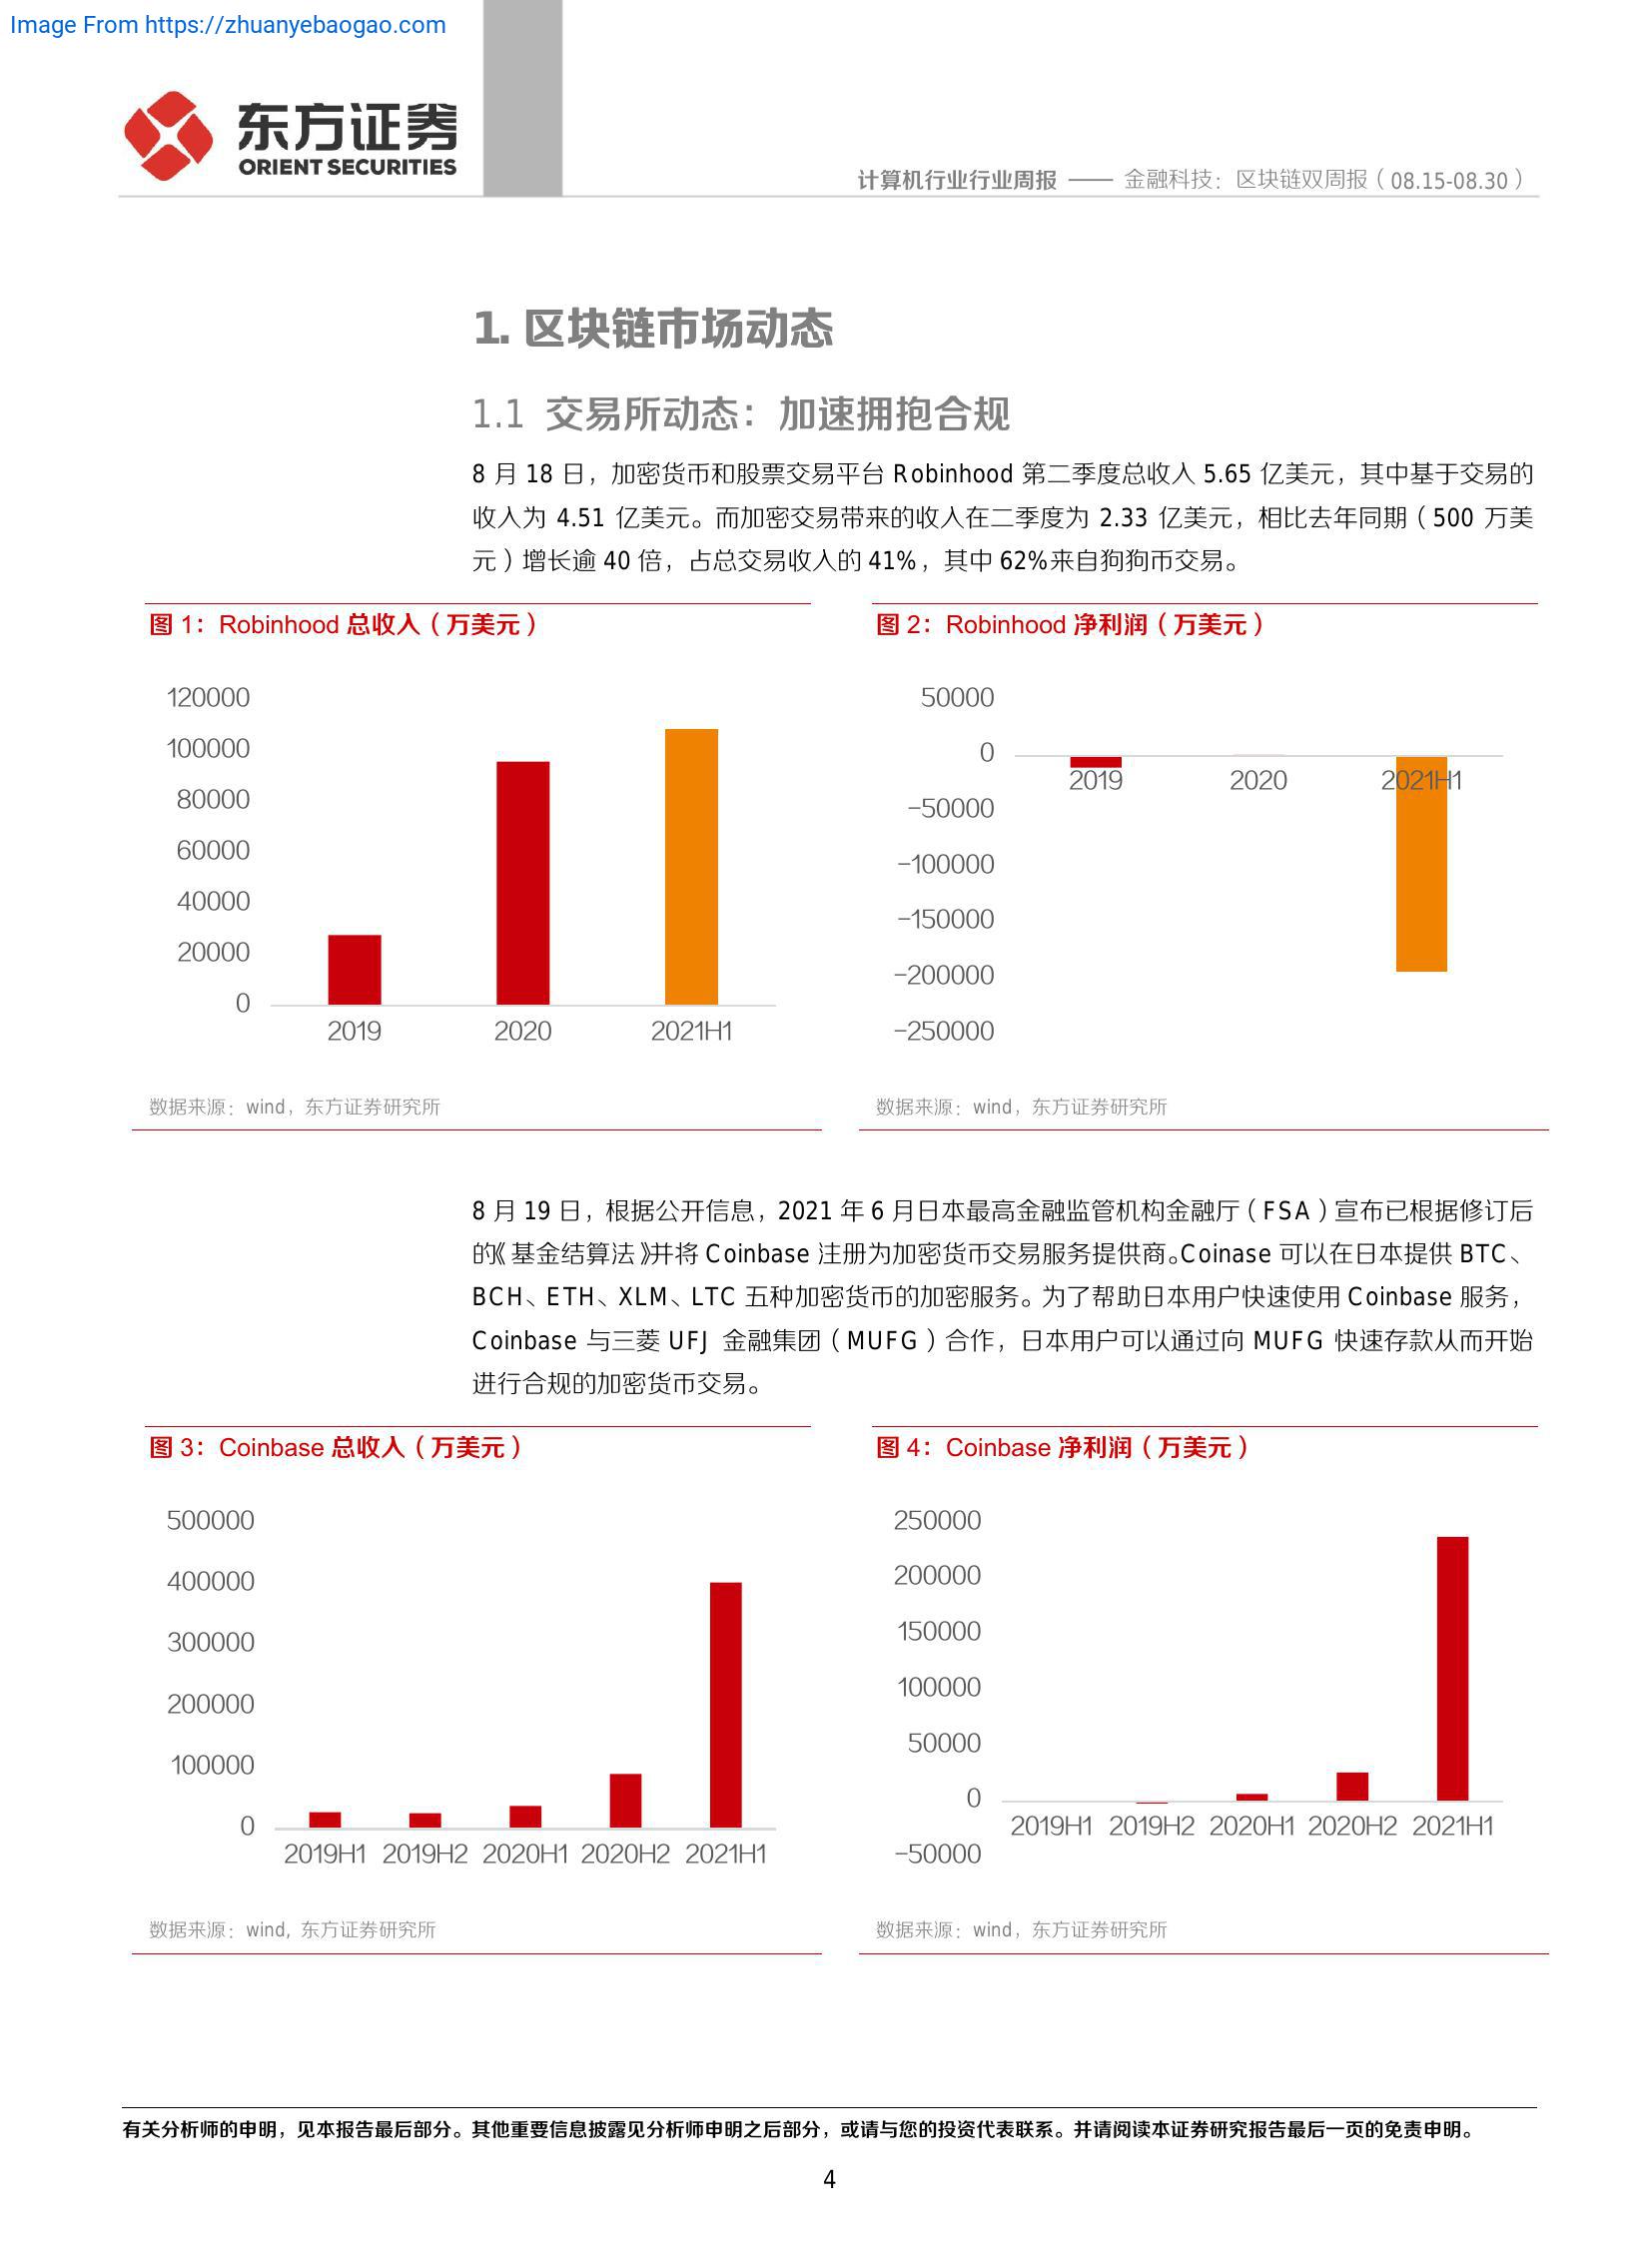 Image From https://zhuanyebaogao.com
东方证券
ORIENT SECURITIES
计算机行业行业周报 —— 金融科技：区块链双周报（08.15-08.30）
1. 区块链市场动态
1.1 交易所动态：加速拥抱合规
8 月 18 日，加密货币和股票交易平台 Robinhood 第二季度总收入 5.65 亿美元，其中基于交易的
收入为 4.51 亿美元。而加密交易带来的收入在二季度为 2.33 亿美元，相比去年同期（500 万美
元）增长逾 40 倍，占总交易收入的 41%，其中 62%来自狗狗币交易。
图 1：Robinhood 总收入（万美元）
120000
100000
80000
60000
40000
20000
0
2019 2020 2021H1
数据来源：wind，东方证券研究所
图 2：Robinhood 净利润（万美元）
50000
0
-50000
-100000
-150000
-200000
-250000
2019 2020 2021H1
数据来源：wind，东方证券研究所
8 月 19 日，根据公开信息，2021 年 6 月日本最高金融监管机构金融厅（FSA）宣布已根据修订后
的《基金结算法》并将 Coinbase 注册为加密货币交易服务提供商。Coinase 可以在日本提供 BTC、
BCH、ETH、XLM、LTC 五种加密货币的加密服务。为了帮助日本用户快速使用 Coinbase 服务，
Coinbase 与三菱 UFJ 金融集团（MUFG）合作，日本用户可以通过向 MUFG 快速存款从而开始
进行合规的加密货币交易。
图 3：Coinbase 总收入（万美元）
500000
400000
300000
200000
100000
0
2019H1 2019H2 2020H1 2020H2 2021H1
数据来源：wind, 东方证券研究所
图 4：Coinbase 净利润（万美元）
250000
200000
150000
100000
50000
0
-50000
2019H1 2019H2 2020H1 2020H2 2021H1
数据来源：wind，东方证券研究所
有关分析师的申明，见本报告最后部分。其他重要信息披露见分析师申明之后部分，或请与您的投资代表联系。并请阅读本证券研究报告最后一页的免责申明。
4